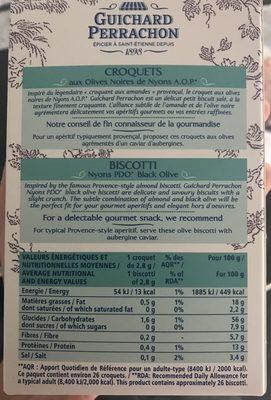 GUICHARD
PERRACHON
ÉPICIER À SAINT-ÉTIENNE DEPUIS
1898
CROQUETS
aux Olives Noires de Nyons A.O.P.*
Inspiré du légendaire « croquant aux amandes » provençal, le croquet aux olives
noires de Nyons A.O.P.* Guichard Perrachon est un délicat petit biscuit salé, à la
texture finement craquante. L'alliance subtile de l'amande et de l'olive noire
agrémentera délicatement vos apéritifs gourmets ou vos entrées raffinées.
Notre conseil de fin connaisseur de la gourmandise
Pour un apéritif typiquement provençal, proposez ces croquets aux olives
agrémentés d'un caviar d'aubergines.
BISCOTTI
Nyons PDO* Black Olive
Inspired by the famous Provence-style almond biscotti, Guichard Perrachon
Nyons PDO* black olive biscotti are delicate and savoury biscuits with a
slight crunch. The subtle combination of almond and black olive will be
the perfect fit for your gourmet aperitifs and elegant hors d'oeuvres.
For a delectable gourmet snack, we recommend
For typical Provence-style aperitif, serve these olive biscotti with
aubergine caviar.
VALEURS ÉNERGÉTIQUES ET 1 croquet % des Pour 100 g /
NUTRITIONNELLES MOYENNES / de 2,8 g / AQR** /
AVERAGE NUTRITIONAL 1 biscotti % of For 100 g
AND ENERGY VALUES of 2,8 g RDA**
Énergie / Energy 54 kJ / 13 kcal 1% 1885 kJ / 449 kcal
Matières grasses / Fat 0,5 g 1% 18 g
dont saturées / of which saturated fat 0 g 0% 2,2 g
Glucides / Carbohydrates 1,6 g 1% 56 g
dont sucres / of which sugars 0 g 0% 7,9 g
Fibres / Fibre 0,2 g - 5,7 g
Protéines / Protein 0,4 g 1% 13 g
Sel / Salt 0,1 g 2% 3,4 g
**AQR : Apport Quotidien de Référence pour un adulte-type (8400 kJ / 2000 kcal).
Ce paquet contient environ 26 croquets. / **RDA: Recommended Daily Allowance for
a typical adult (8,400 kJ/2,000 kcal). This product contains approximately 26 biscotti.